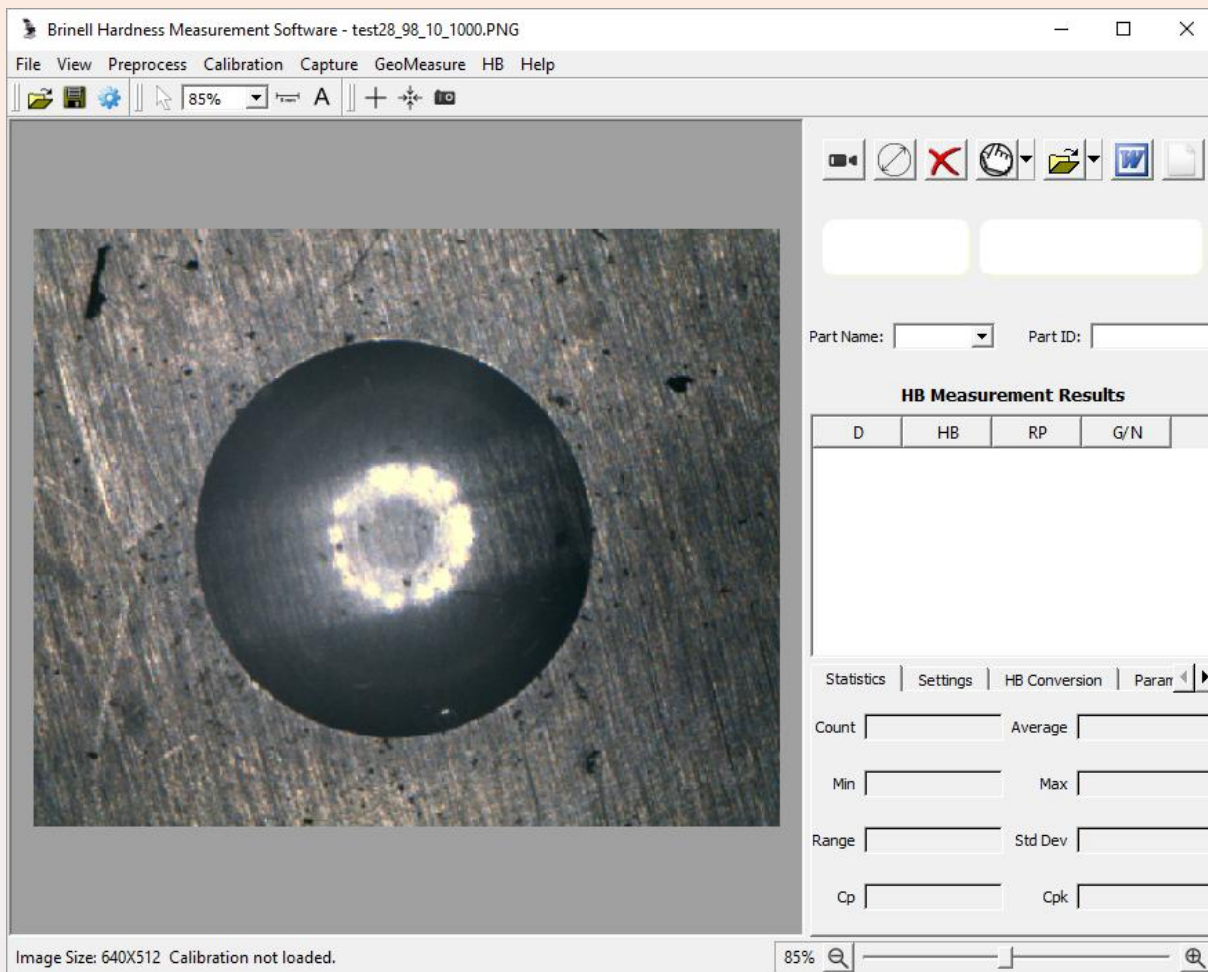 Brinell Hardness Measurement Software - test28_98_10_1000.PNG
File View Preprocess Calibration Capture GeoMeasure HB Help
85% A
W
Part Name: Part ID:
HB Measurement Results
D HB RP G/N
Statistics Settings HB Conversion Param
Count Average
Min Max
Range Std Dev
Cp Cpk
Image Size: 640X512 Calibration not loaded. 85%